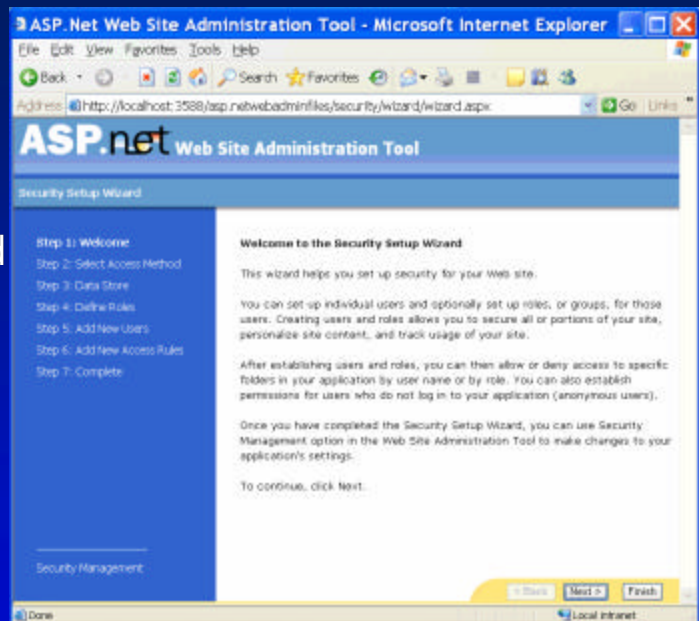 ASP.Net Web Site Administration Tool - Microsoft Internet Explorer
File Edit View Favorites Tools Help
Back Search Favorites
Address http://localhost:3588/asp.netwebadminfiles/security/wizard/wizard.aspx Go Links
ASP.net Web Site Administration Tool
Security Setup Wizard
Step 1: Welcome
Step 2: Select Access Method
Step 3: Data Store
Step 4: Define Roles
Step 5: Add New Users
Step 6: Add New Access Rules
Step 7: Complete
Security Management
Welcome to the Security Setup Wizard
This wizard helps you set up security for your Web site.
You can set up individual users and optionally set up roles, or groups, for those
users. Creating users and roles allows you to secure all or portions of your site,
personalize site content, and track usage of your site.
After establishing users and roles, you can then allow or deny access to specific
folders in your application by user name or by role. You can also establish
permissions for users who do not log in to your application (anonymous users).
Once you have completed the Security Setup Wizard, you can use Security
Management option in the Web Site Administration Tool to make changes to your
application's settings.
To continue, click Next.
< Back Next > Finish
Done Local intranet